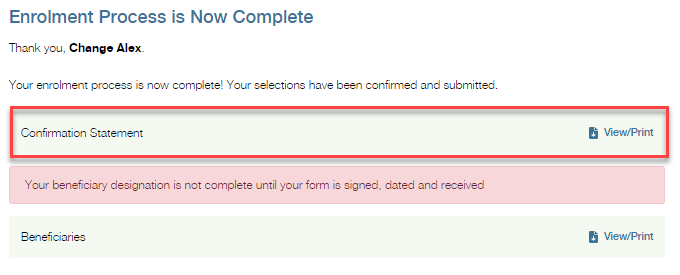 Enrolment Process is Now Complete
Thank you, Change Alex.
Your enrolment process is now complete! Your selections have been confirmed and submitted.
Confirmation Statement View/Print
Your beneficiary designation is not complete until your form is signed, dated and received
Beneficiaries View/Print